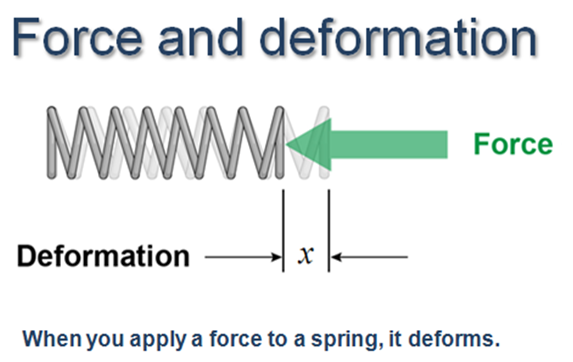 Force and deformation
Force
Deformation
x
When you apply a force to a spring, it deforms.